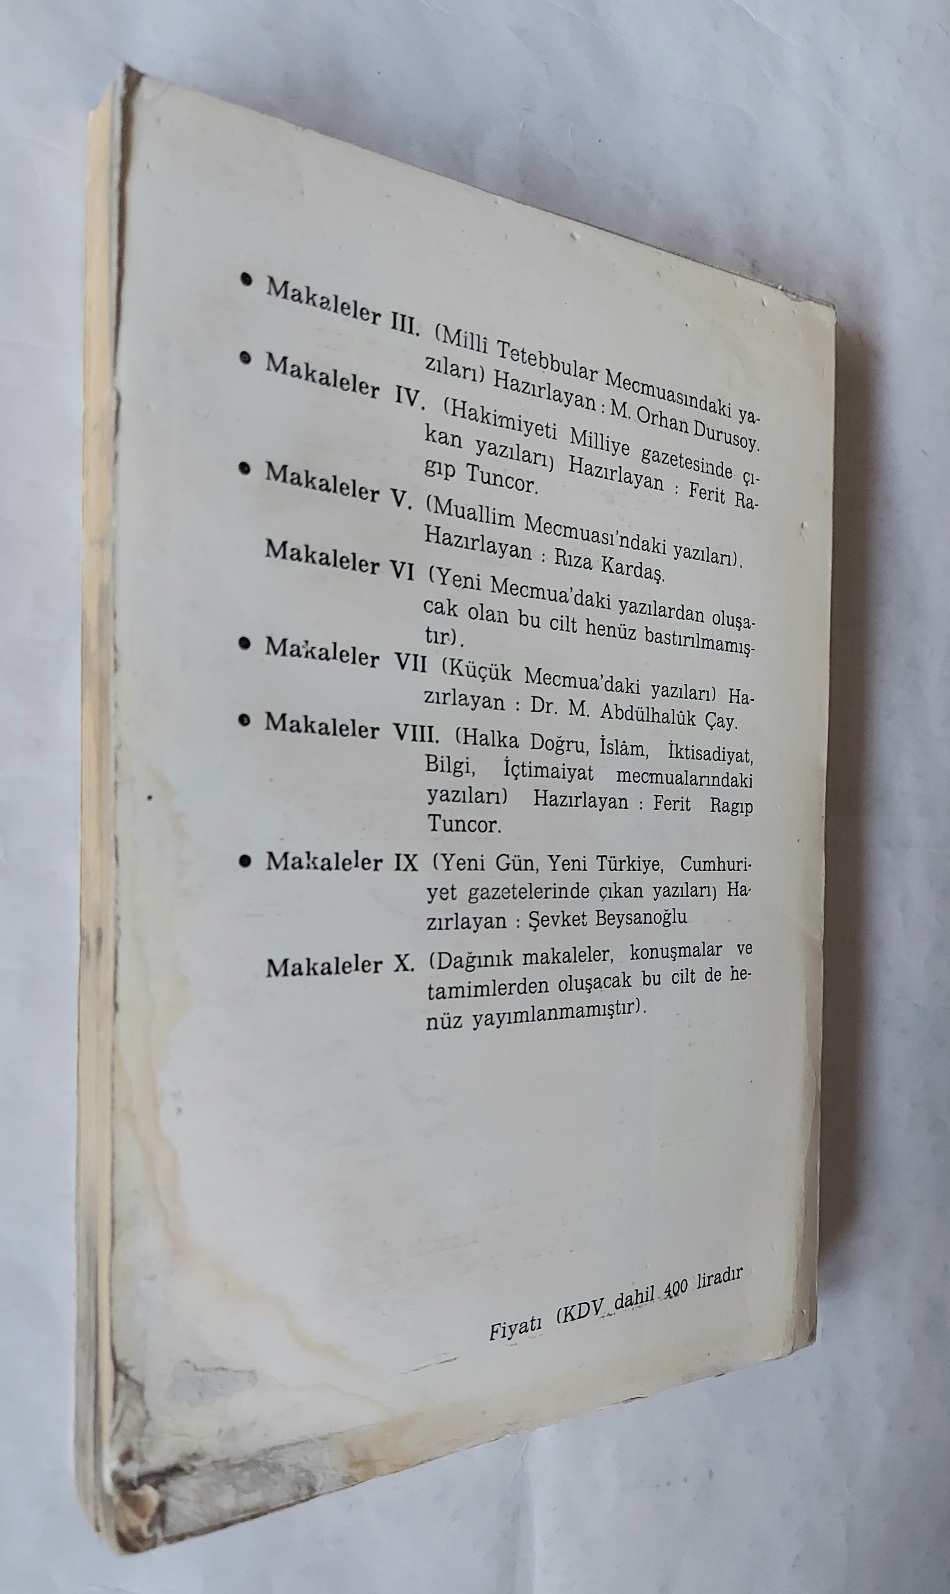 • Makaleler III. (Millî Tetebbular Mecmuasındaki ya-
zıları) Hazırlayan : M. Orhan Durusoy.
• Makaleler IV. (Hakimiyeti Milliye gazetesinde çı-
kan yazıları) Hazırlayan : Ferit Ra-
gıp Tuncor.
• Makaleler V. (Muallim Mecmuası'ndaki yazıları).
Hazırlayan : Rıza Kardaş.
Makaleler VI (Yeni Mecmua'daki yazılardan oluşa-
cak olan bu cilt henüz bastırılmamış-
tır).
• Makaleler VII (Küçük Mecmua'daki yazıları) Ha-
zırlayan : Dr. M. Abdülhalûk Çay.
• Makaleler VIII. (Halka Doğru, İslâm, İktisadiyat,
Bilgi, İçtimaiyat mecmualarındaki
yazıları) Hazırlayan : Ferit Ragıp
Tuncor.
• Makaleler IX (Yeni Gün, Yeni Türkiye, Cumhuri-
yet gazetelerinde çıkan yazıları) Ha-
zırlayan : Şevket Beysanoğlu
Makaleler X. (Dağınık makaleler, konuşmalar ve
tamimlerden oluşacak bu cilt de he-
nüz yayımlanmamıştır).
Fiyatı (KDV dahil 400 liradır